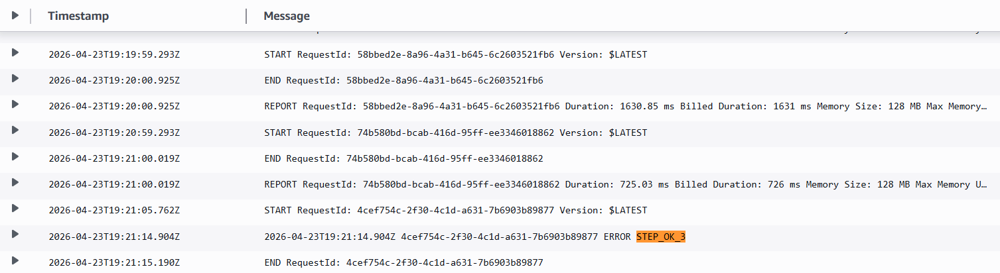 Timestamp Message
2026-04-23T19:19:59.293Z START RequestId: 58bbed2e-8a96-4a31-b645-6c2603521fb6 Version: $LATEST
2026-04-23T19:20:00.925Z END RequestId: 58bbed2e-8a96-4a31-b645-6c2603521fb6
2026-04-23T19:20:00.925Z REPORT RequestId: 58bbed2e-8a96-4a31-b645-6c2603521fb6 Duration: 1630.85 ms Billed Duration: 1631 ms Memory Size: 128 MB Max Memory…
2026-04-23T19:20:59.293Z START RequestId: 74b580bd-bcab-416d-95ff-ee3346018862 Version: $LATEST
2026-04-23T19:21:00.019Z END RequestId: 74b580bd-bcab-416d-95ff-ee3346018862
2026-04-23T19:21:00.019Z REPORT RequestId: 74b580bd-bcab-416d-95ff-ee3346018862 Duration: 725.03 ms Billed Duration: 726 ms Memory Size: 128 MB Max Memory U…
2026-04-23T19:21:05.762Z START RequestId: 4cef754c-2f30-4c1d-a631-7b6903b89877 Version: $LATEST
2026-04-23T19:21:14.904Z 2026-04-23T19:21:14.904Z 4cef754c-2f30-4c1d-a631-7b6903b89877 ERROR STEP_OK_3
2026-04-23T19:21:15.190Z END RequestId: 4cef754c-2f30-4c1d-a631-7b6903b89877